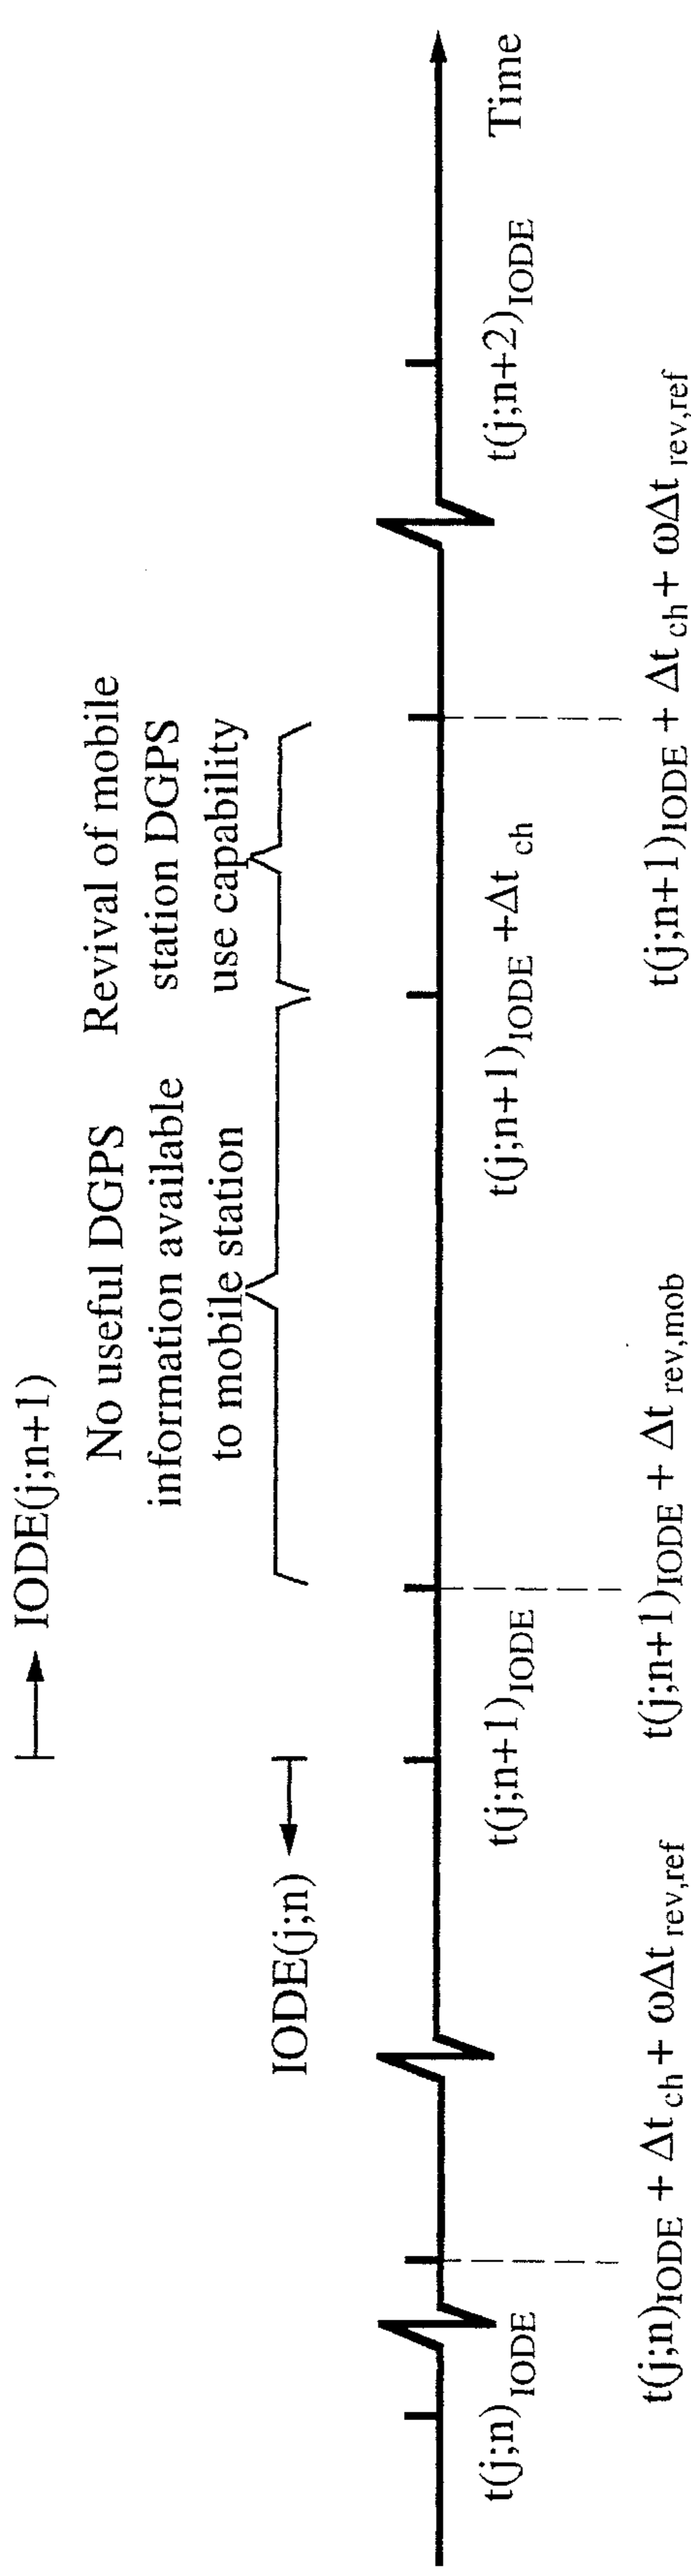 IODE(j;n+1)
No useful DGPS
information available
to mobile station
Revival of mobile
station DGPS
use capability
IODE(j;n)
t(j;n)IODE
t(j;n+1)IODE
t(j;n+1)IODE +Δt ch
t(j;n+2)IODE
Time
t(j;n)IODE + Δt ch + ωΔt rev,ref
t(j;n+1)IODE + Δt rev,mob
t(j;n+1)IODE + Δt ch + ωΔt rev,ref